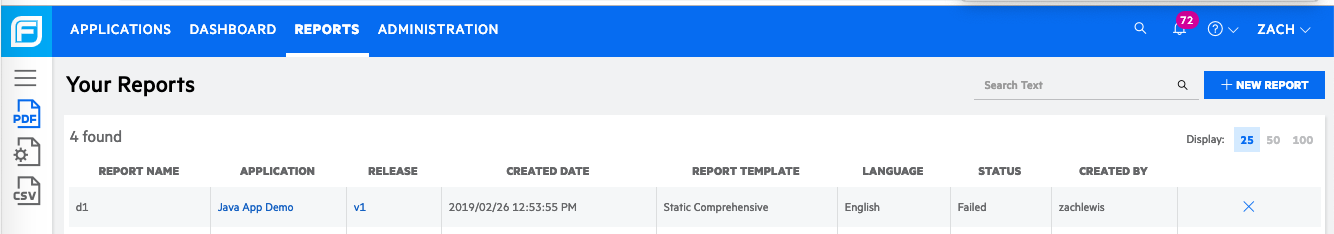 APPLICATIONS DASHBOARD REPORTS ADMINISTRATION 72 ZACH
Your Reports Search Text + NEW REPORT
PDF
CSV
4 found Display: 25 50 100
REPORT NAME APPLICATION RELEASE CREATED DATE REPORT TEMPLATE LANGUAGE STATUS CREATED BY
d1 Java App Demo v1 2019/02/26 12:53:55 PM Static Comprehensive English Failed zachlewis